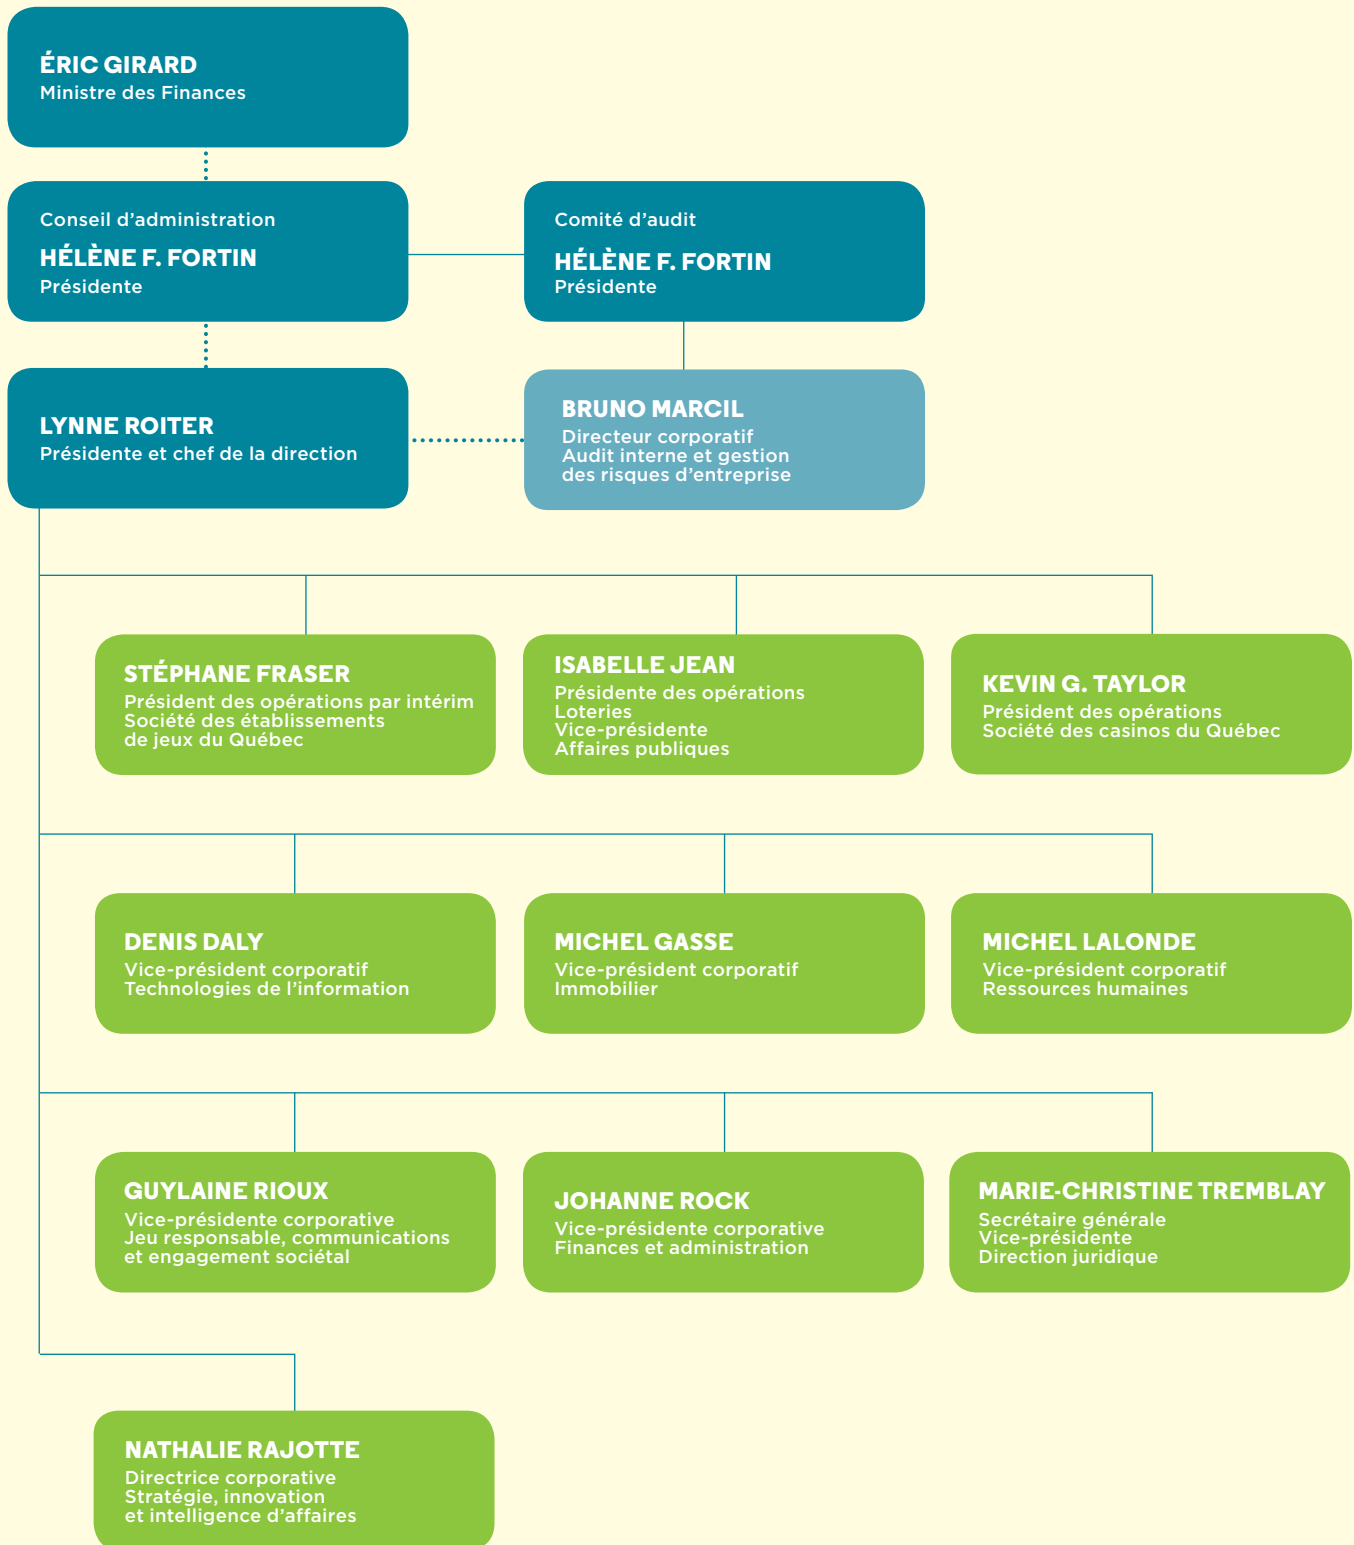 ÉRIC GIRARD
Ministre des Finances
Conseil d’administration
HÉLÈNE F. FORTIN
Présidente
Comité d’audit
HÉLÈNE F. FORTIN
Présidente
LYNNE ROITER
Présidente et chef de la direction
BRUNO MARCIL
Directeur corporatif
Audit interne et gestion
des risques d’entreprise
STÉPHANE FRASER
Président des opérations par intérim
Société des établissements
de jeux du Québec
ISABELLE JEAN
Présidente des opérations
Loteries
Vice-présidente
Affaires publiques
KEVIN G. TAYLOR
Président des opérations
Société des casinos du Québec
DENIS DALY
Vice-président corporatif
Technologies de l’information
MICHEL GASSE
Vice-président corporatif
Immobilier
MICHEL LALONDE
Vice-président corporatif
Ressources humaines
GUYLAINE RIOUX
Vice-présidente corporative
Jeu responsable, communications
et engagement sociétal
JOHANNE ROCK
Vice-présidente corporative
Finances et administration
MARIE-CHRISTINE TREMBLAY
Secrétaire générale
Vice-présidente
Direction juridique
NATHALIE RAJOTTE
Directrice corporative
Stratégie, innovation
et intelligence d’affaires